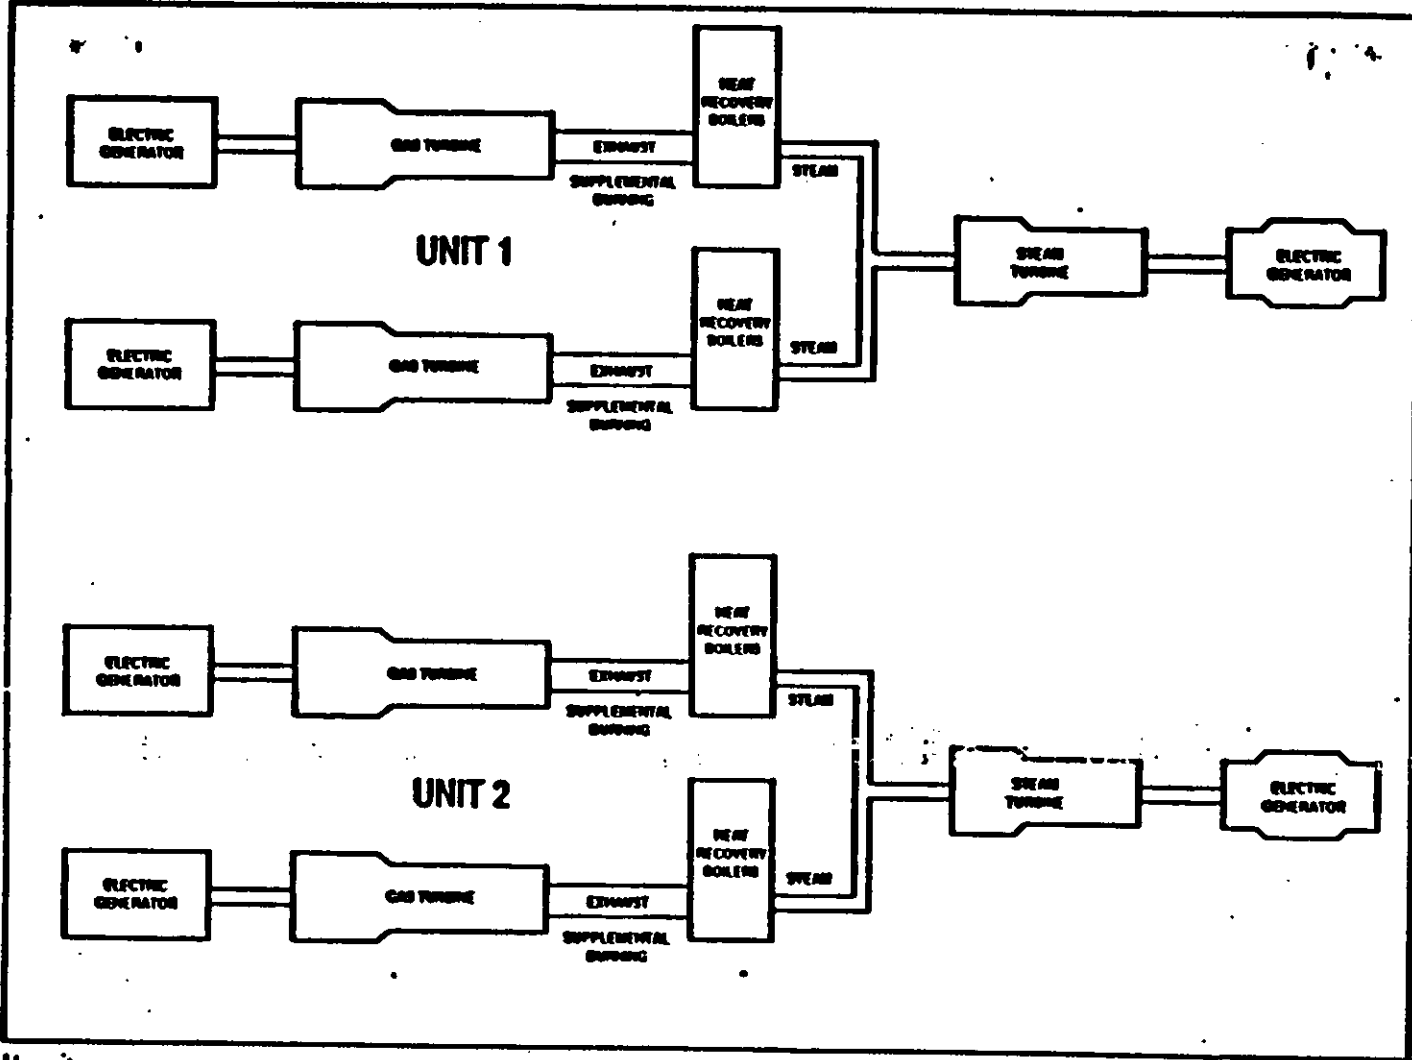 HEAT
RECOVERY
BOILERS
ELECTRIC
GENERATOR
GAS TURBINE
EXHAUST
STEAM
SUPPLEMENTAL
BURNING
UNIT 1
STEAM
TURBINE
ELECTRIC
GENERATOR
HEAT
RECOVERY
BOILERS
STEAM
ELECTRIC
GENERATOR
GAS TURBINE
EXHAUST
SUPPLEMENTAL
BURNING
HEAT
RECOVERY
BOILERS
ELECTRIC
GENERATOR
GAS TURBINE
EXHAUST
STEAM
SUPPLEMENTAL
BURNING
UNIT 2
STEAM
TURBINE
ELECTRIC
GENERATOR
HEAT
RECOVERY
BOILERS
STEAM
ELECTRIC
GENERATOR
GAS TURBINE
EXHAUST
SUPPLEMENTAL
BURNING